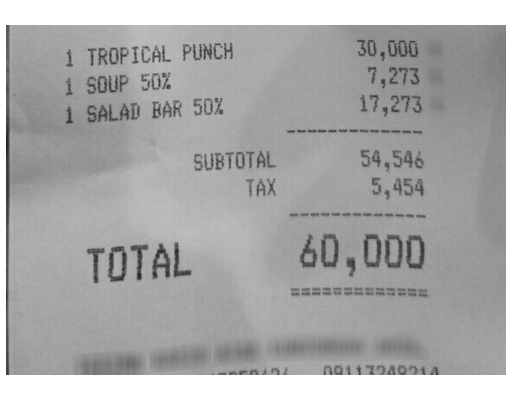 1 TROPICAL PUNCH 30,000
1 SOUP 50% 7,273
1 SALAD BAR 50% 17,273
SUBTOTAL 54,546
TAX 5,454
TOTAL 60,000